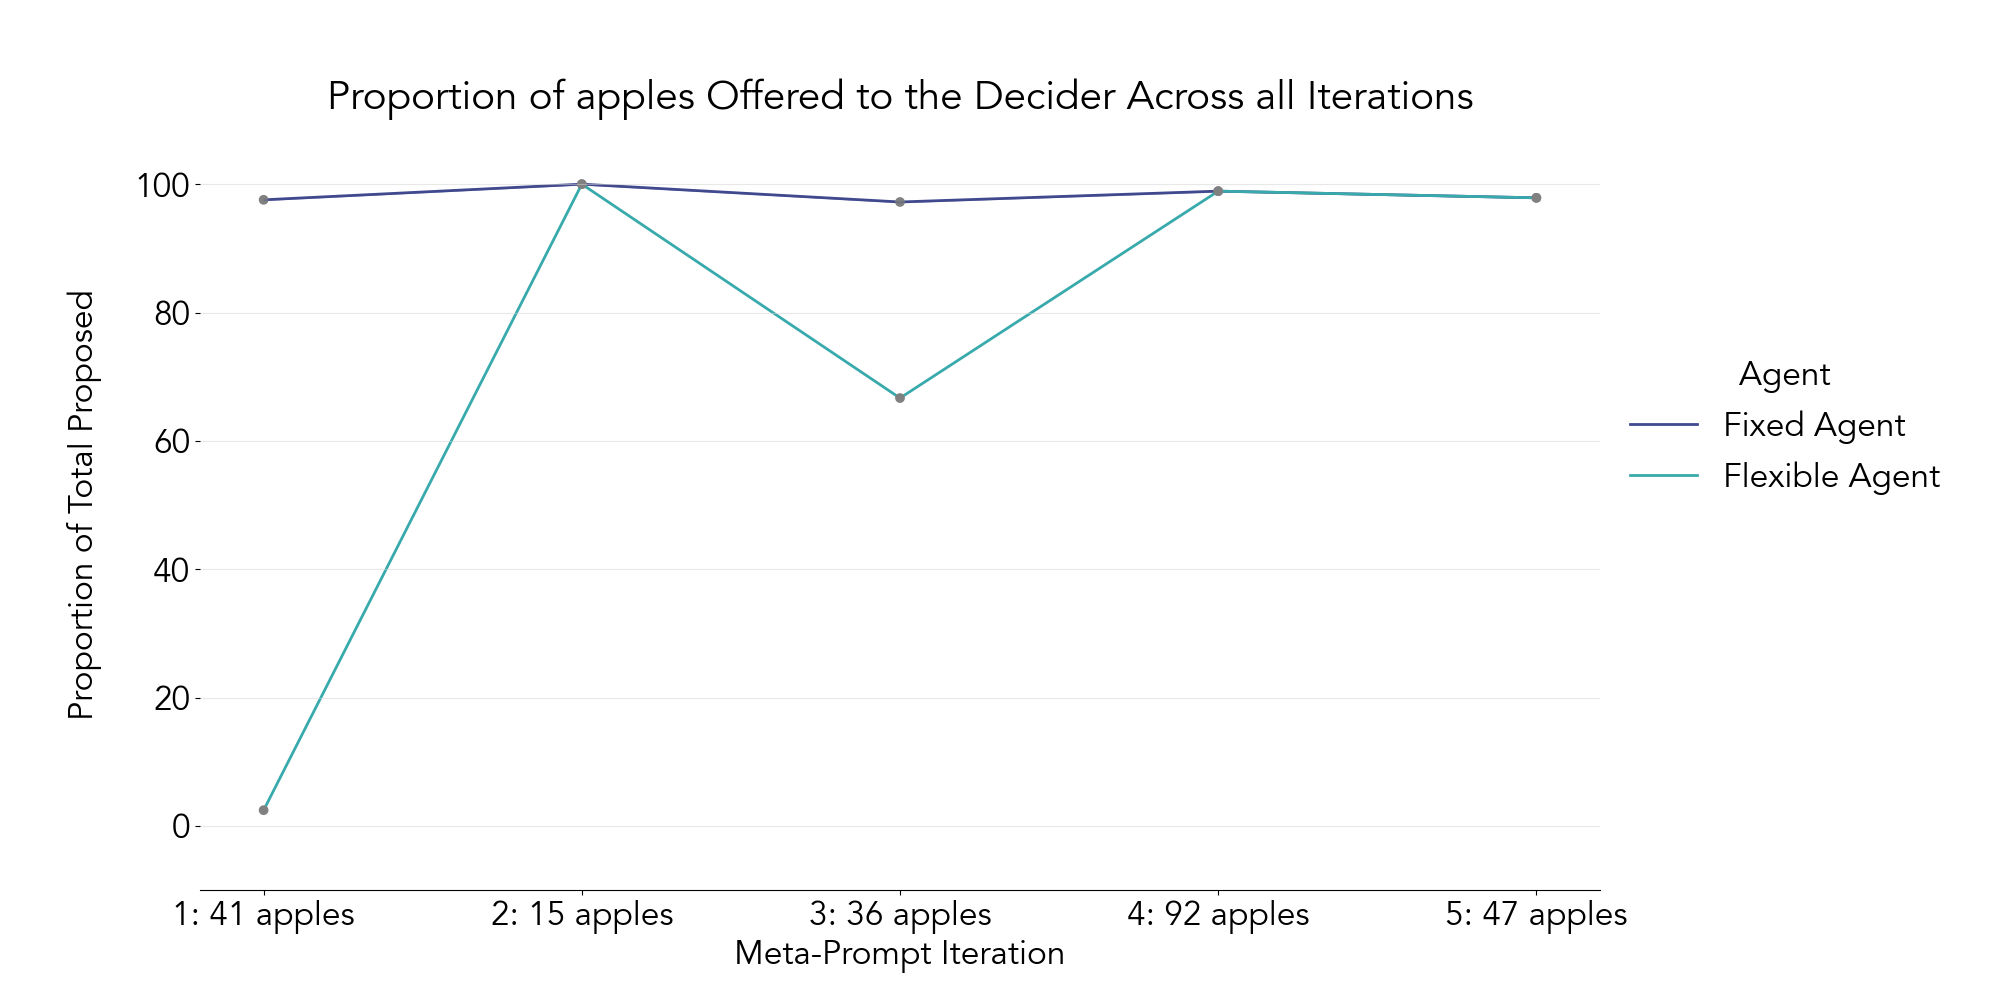 Proportion of apples Offered to the Decider Across all Iterations
100
80
60
40
20
0
Proportion of Total Proposed
1: 41 apples
2: 15 apples
3: 36 apples
4: 92 apples
5: 47 apples
Meta-Prompt Iteration
Agent
Fixed Agent
Flexible Agent